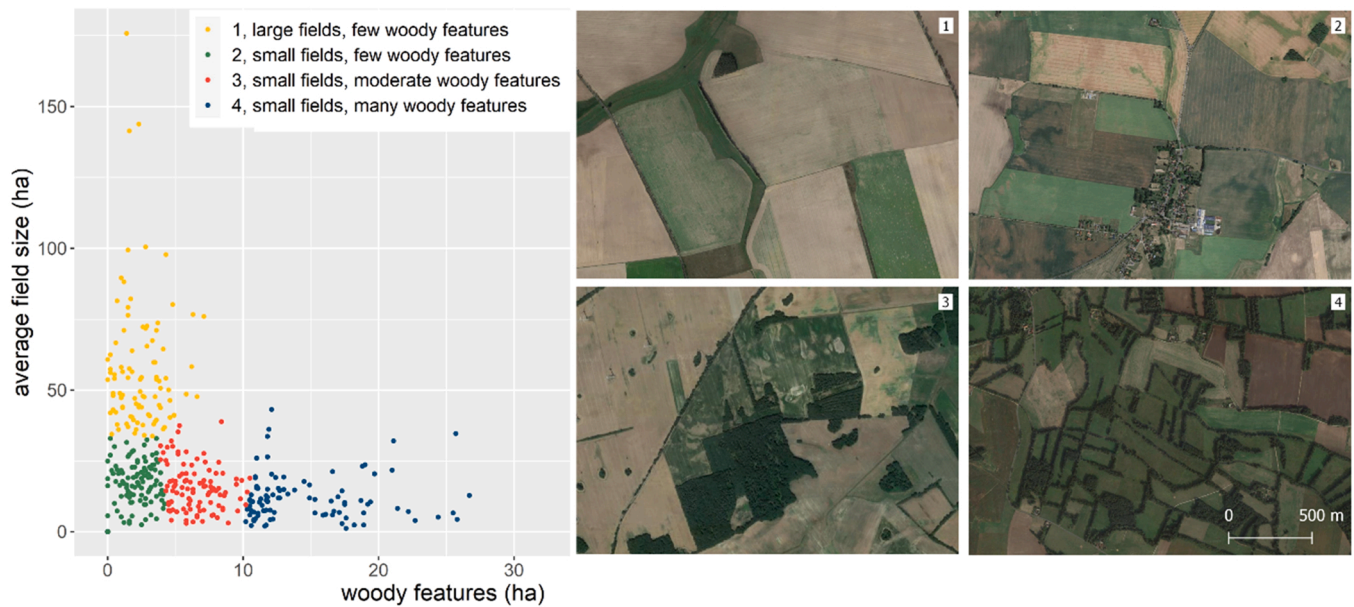 1, large fields, few woody features
2, small fields, few woody features
3, small fields, moderate woody features
4, small fields, many woody features
average field size (ha)
150
100
50
0
0 10 20 30
woody features (ha)
1
2
3
4
0 500 m